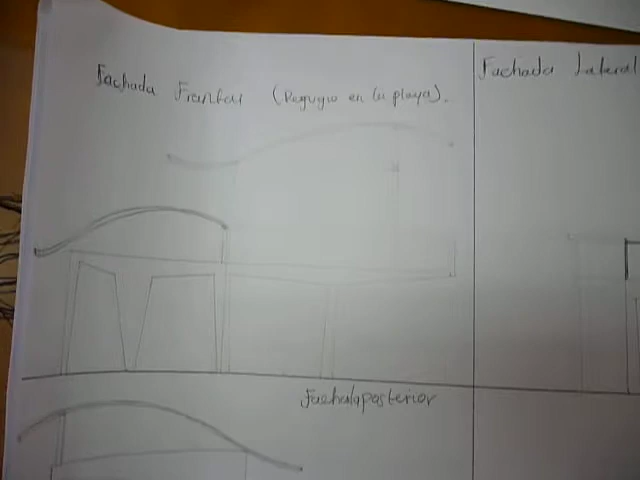 Fachada Frontal (Refugio en la playa).
Fachada Lateral
Fachada posterior